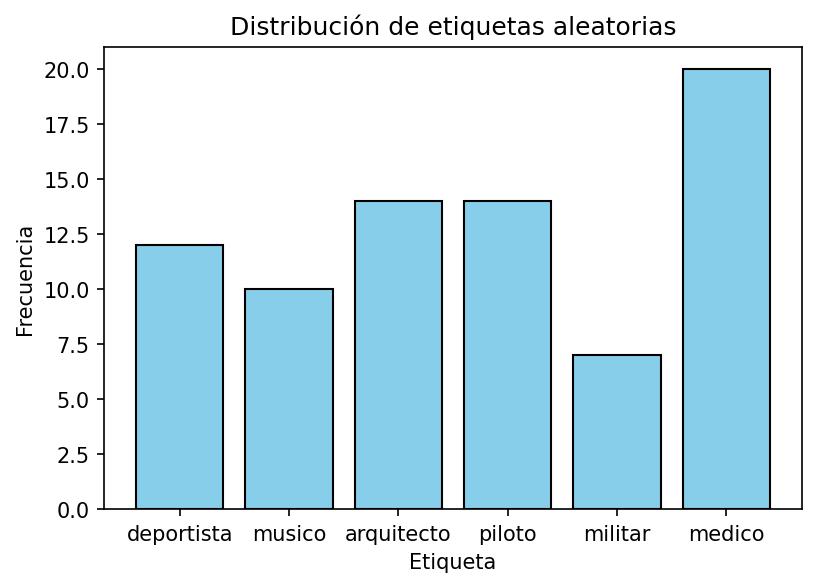 Distribución de etiquetas aleatorias
20.0
17.5
15.0
12.5
10.0
7.5
5.0
2.5
0.0
Frecuencia
deportista musico arquitecto piloto militar medico
Etiqueta